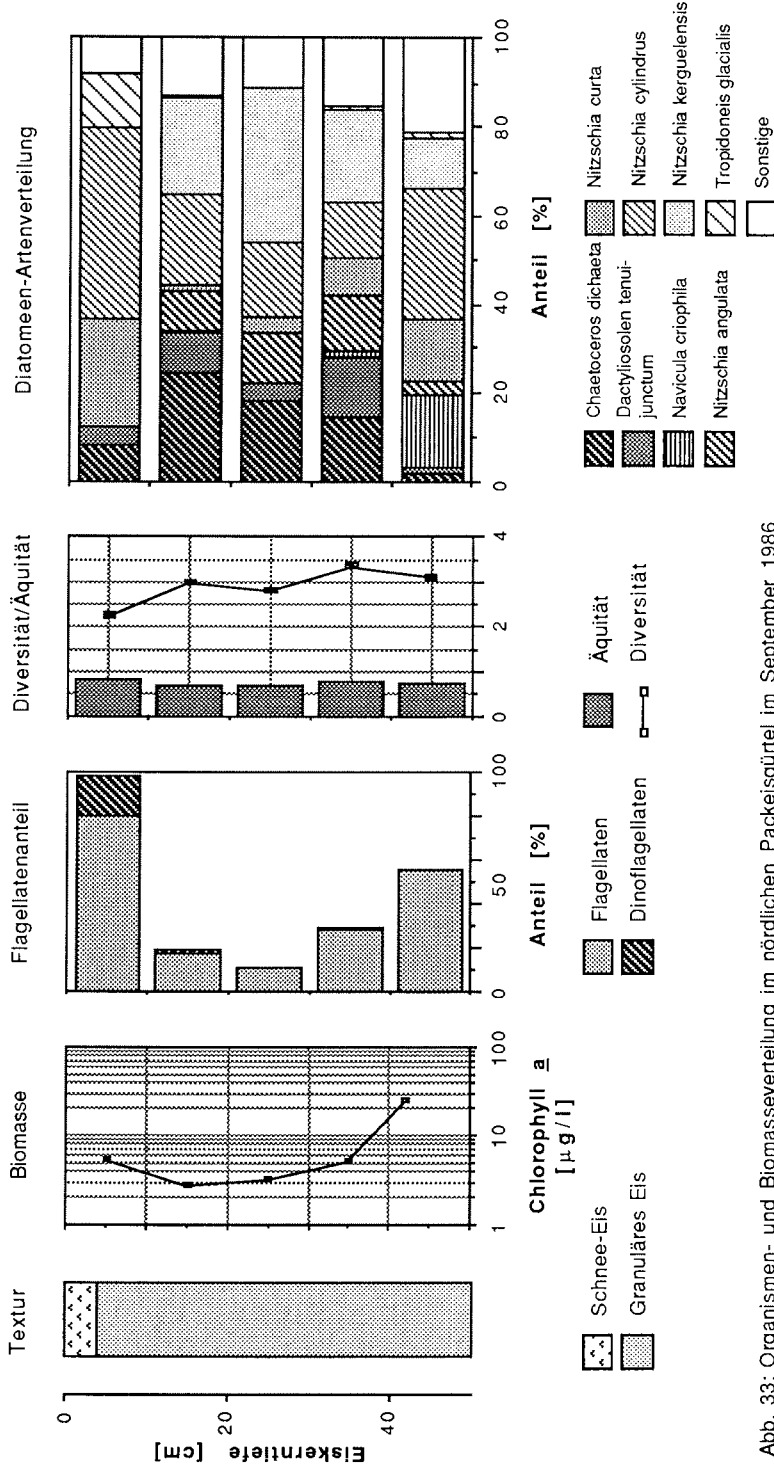 Textur
Biomasse
Flagellatenanteil
Diversität/Äquität
Diatomeen-Artenverteilung
0
20
40
Eiskerntiefe
[cm]
1 10 100
Chlorophyll a
[µg/l]
0 50 100
Anteil [%]
0 2 4
0 20 40 60 80 100
Anteil [%]
Schnee-Eis
Granuläres Eis
Flagellaten
Dinoflagellaten
Äquität
Diversität
Chaetoceros dichaeta
Dactyliosolen tenui-
junctum
Navicula criophila
Nitzschia angulata
Nitzschia curta
Nitzschia cylindrus
Nitzschia kerguelensis
Tropidoneis glacialis
Sonstige
Abb. 33: Organismen- und Biomasseverteilung im nördlichen Packeisgürtel im September 1986